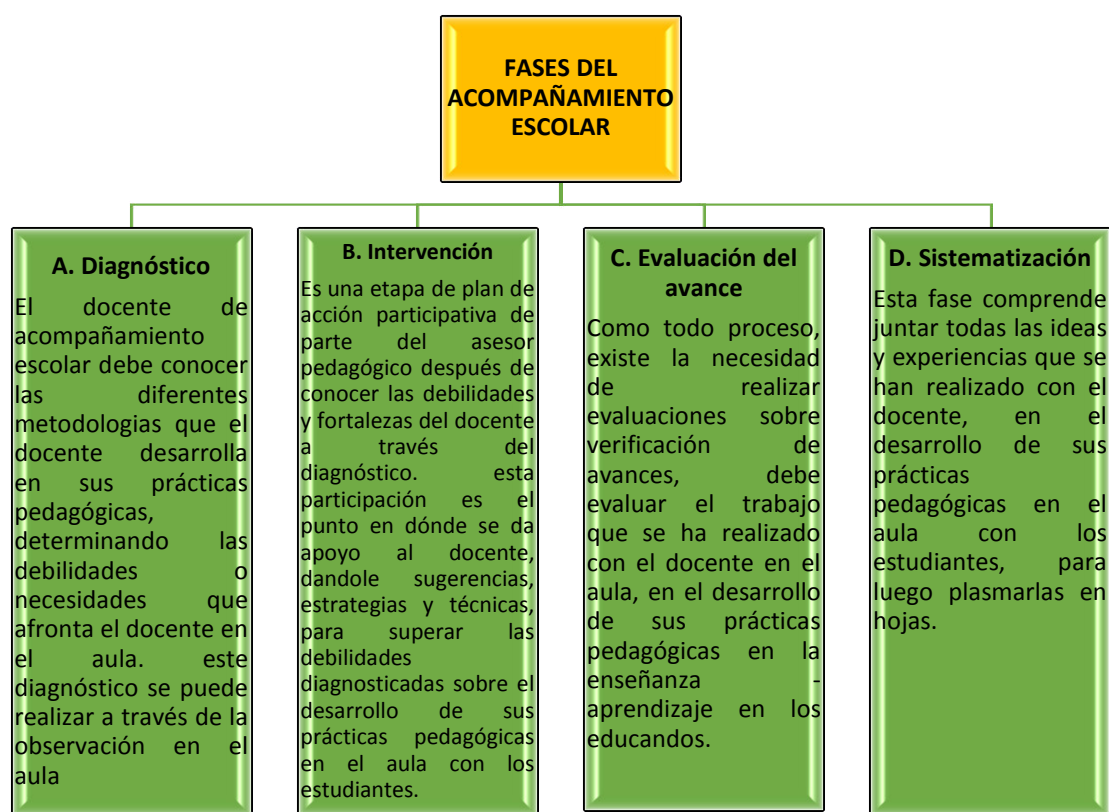 FASES DEL
ACOMPAÑAMIENTO
ESCOLAR
A. Diagnóstico
El docente de
acompañamiento
escolar debe conocer
las diferentes
metodologias que el
docente desarrolla
en sus prácticas
pedagógicas,
determinando las
debilidades o
necesidades que
afronta el docente en
el aula. este
diagnóstico se puede
realizar a través de la
observación en el
aula
B. Intervención
Es una etapa de plan de
acción participativa de
parte del asesor
pedagógico después de
conocer las debilidades
y fortalezas del docente
a través del
diagnóstico. esta
participación es el
punto en dónde se da
apoyo al docente,
dandole sugerencias,
estrategias y técnicas,
para superar las
debilidades
diagnosticadas sobre el
desarrollo de sus
prácticas pedagógicas
en el aula con los
estudiantes.
C. Evaluación del
avance
Como todo proceso,
existe la necesidad
de realizar
evaluaciones sobre
verificación de
avances, debe
evaluar el trabajo
que se ha realizado
con el docente en el
aula, en el desarrollo
de sus prácticas
pedagógicas en la
enseñanza -
aprendizaje en los
educandos.
D. Sistematización
Esta fase comprende
juntar todas las ideas
y experiencias que se
han realizado con el
docente, en el
desarrollo de sus
prácticas
pedagógicas en el
aula con los
estudiantes, para
luego plasmarlas en
hojas.